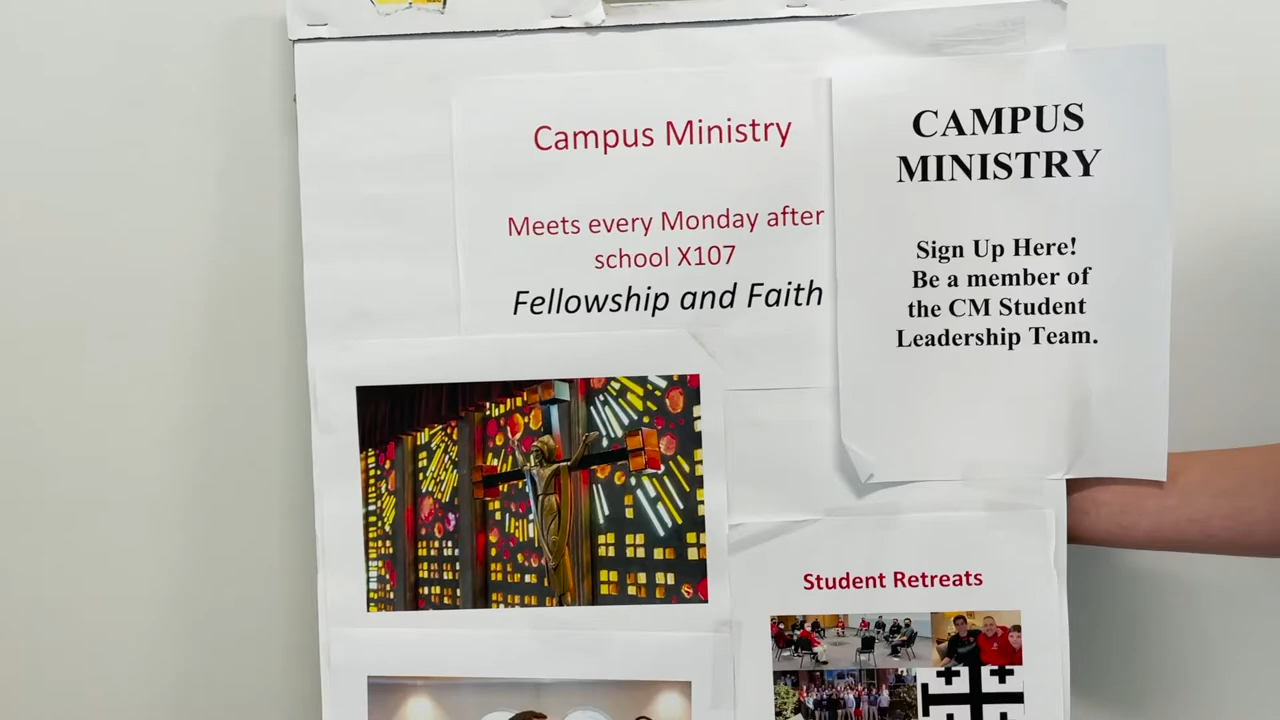 Campus Ministry
Meets every Monday after
school X107
Fellowship and Faith
CAMPUS
MINISTRY
Sign Up Here!
Be a member of
the CM Student
Leadership Team.
Student Retreats